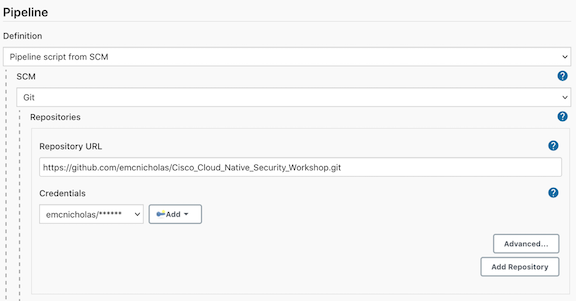 Pipeline
Definition
Pipeline script from SCM
SCM
?
Git
Repositories
?
Repository URL
?
https://github.com/emcnicholas/Cisco_Cloud_Native_Security_Workshop.git
Credentials
?
emcnicholas/****** Add
Advanced...
Add Repository